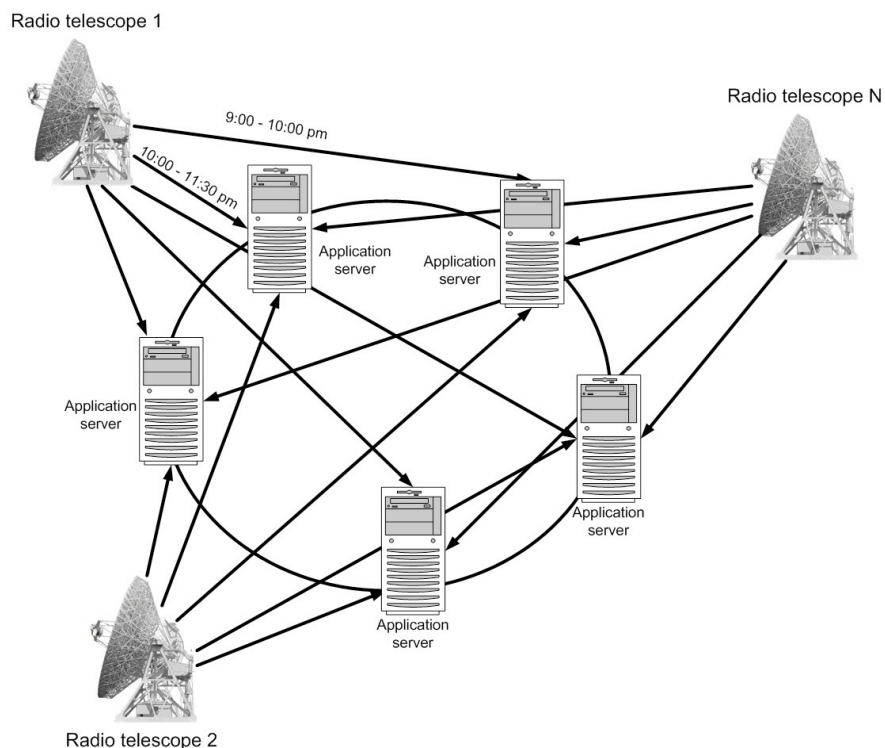 Radio telescope 1
Radio telescope N
9:00 - 10:00 pm
10:00 - 11:30 pm
Application
server
Application
server
Application
server
Application
server
Application
server
Radio telescope 2